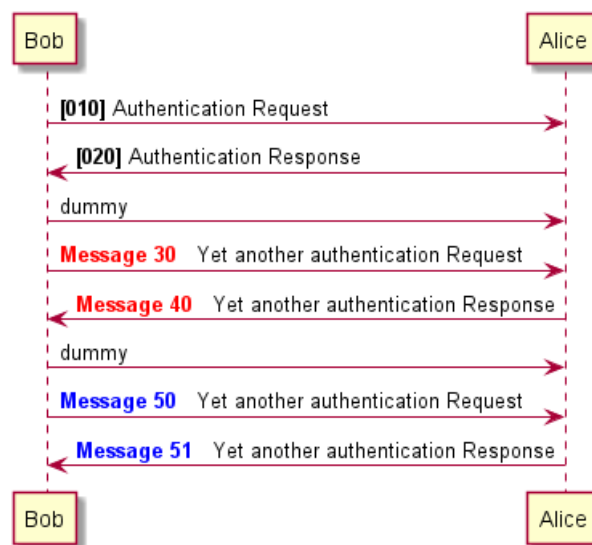 Bob Alice
[010] Authentication Request
[020] Authentication Response
dummy
Message 30 Yet another authentication Request
Message 40 Yet another authentication Response
dummy
Message 50 Yet another authentication Request
Message 51 Yet another authentication Response
Bob Alice